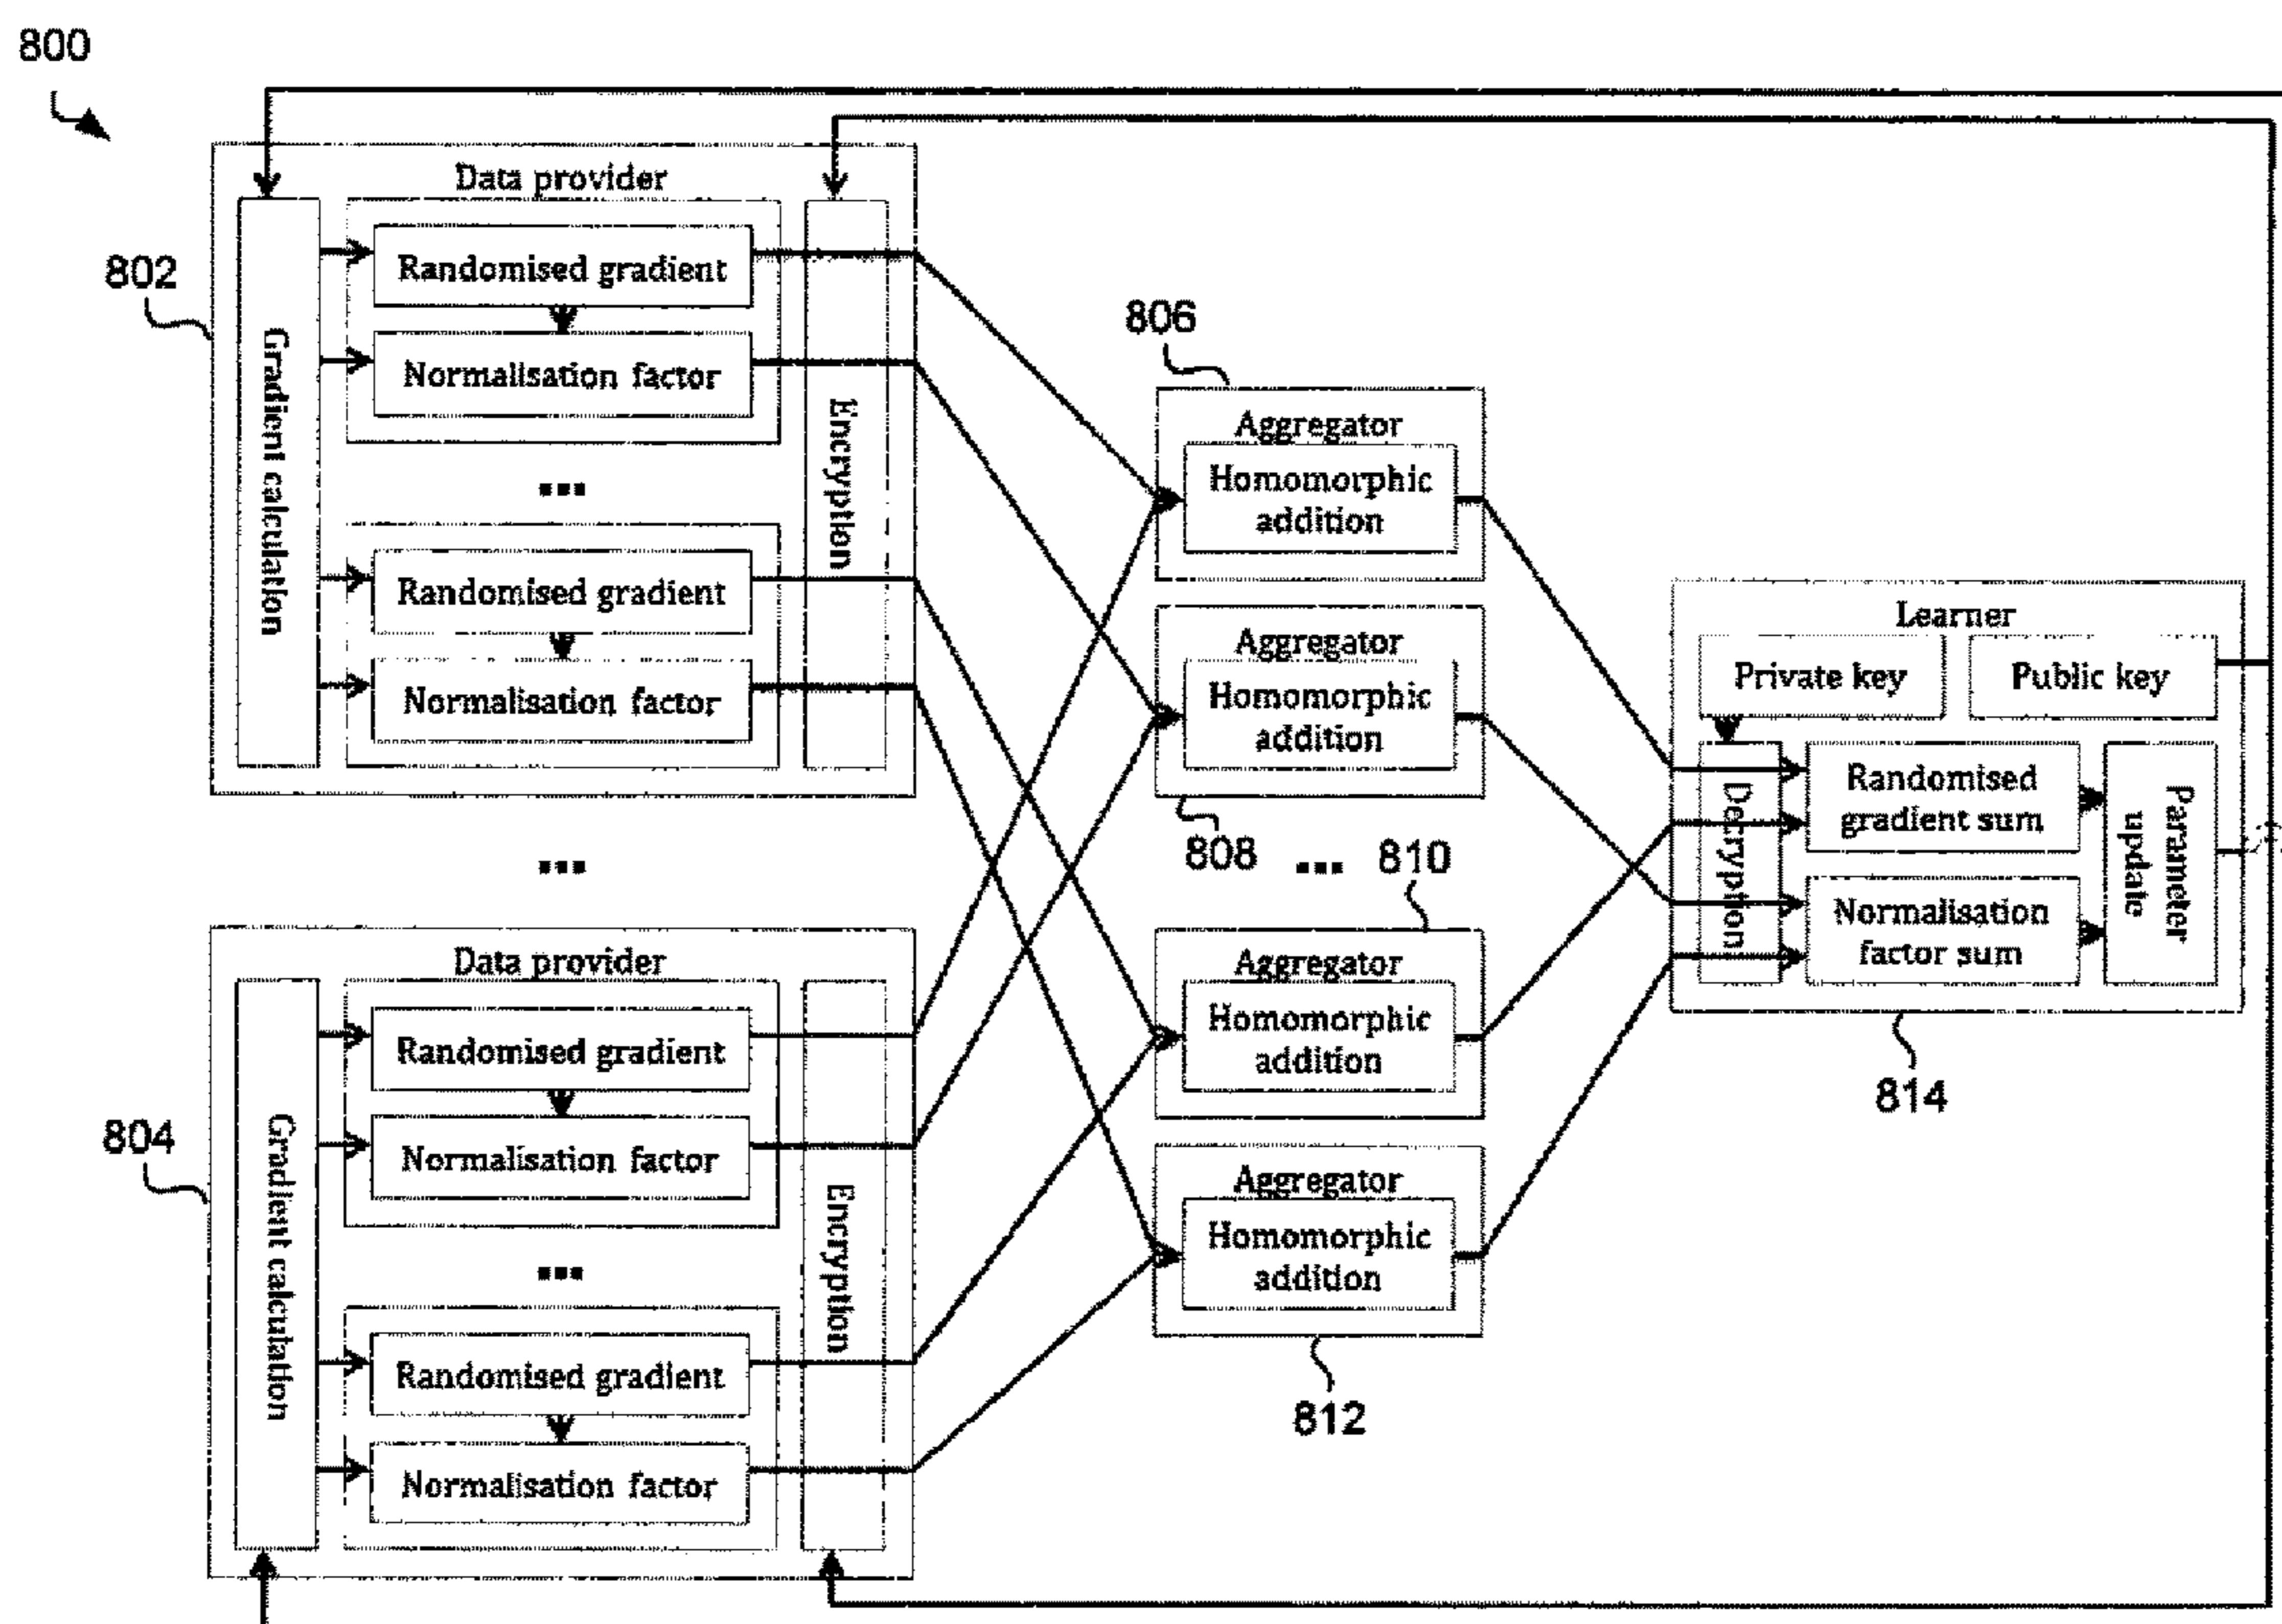 800
802
Data provider
Gradient calculation
Randomised gradient
Normalisation factor
...
Randomised gradient
Normalisation factor
Encryption
...
804
Data provider
Gradient calculation
Randomised gradient
Normalisation factor
...
Randomised gradient
Normalisation factor
Encryption
806
Aggregator
Homomorphic
addition
Aggregator
Homomorphic
addition
808
...
810
Aggregator
Homomorphic
addition
Aggregator
Homomorphic
addition
812
Learner
Private key
Public key
Decryption
Randomised
gradient sum
Normalisation
factor sum
Parameter
update
814